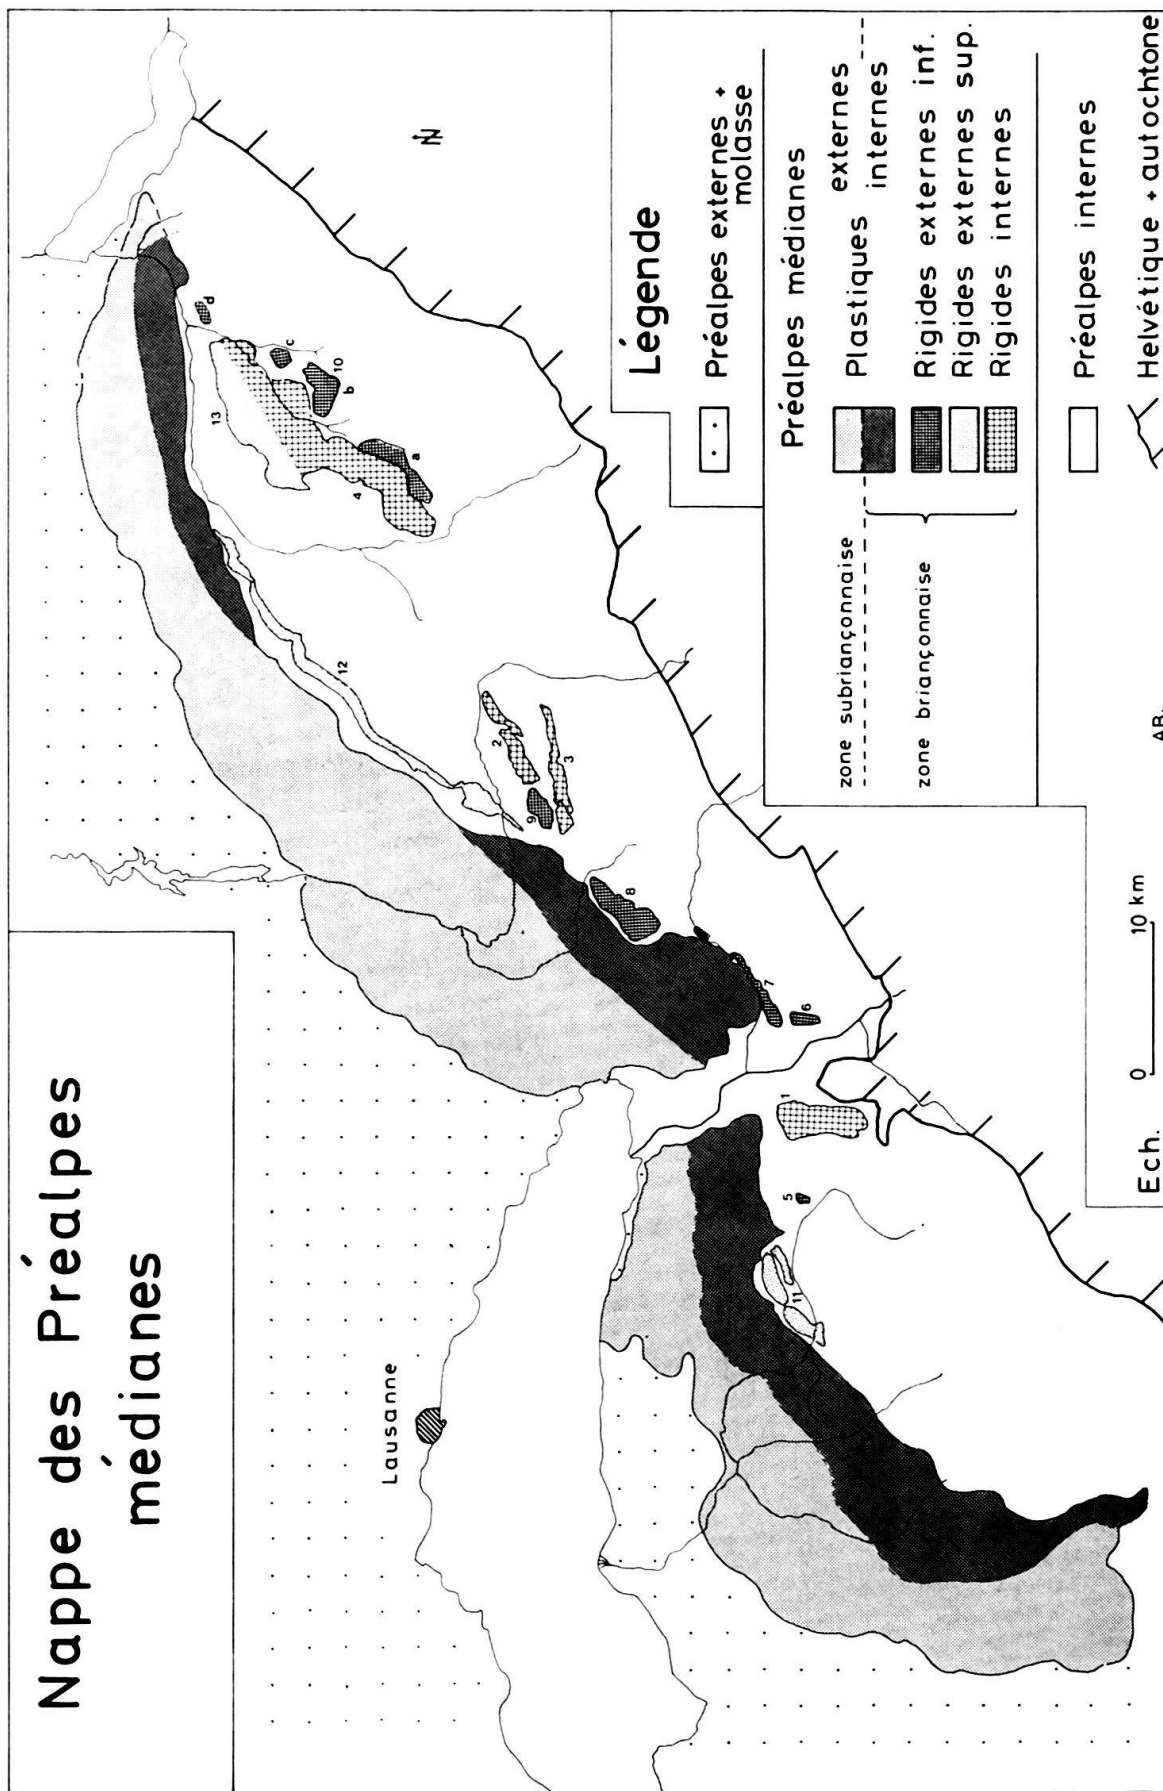 Nappe des Préalpes
médianes
Lausanne
N
13
d
c
10
b
4
a
12
2
3
9
8
7
6
1
5
11
Légende
Préalpes externes +
molasse
Préalpes médianes
Plastiques externes
internes
Rigides externes inf.
Rigides externes sup.
Rigides internes
zone subriançonnaise
zone briançonnaise
Préalpes internes
Helvétique + autochtone
Ech. 0 10 km
AB.